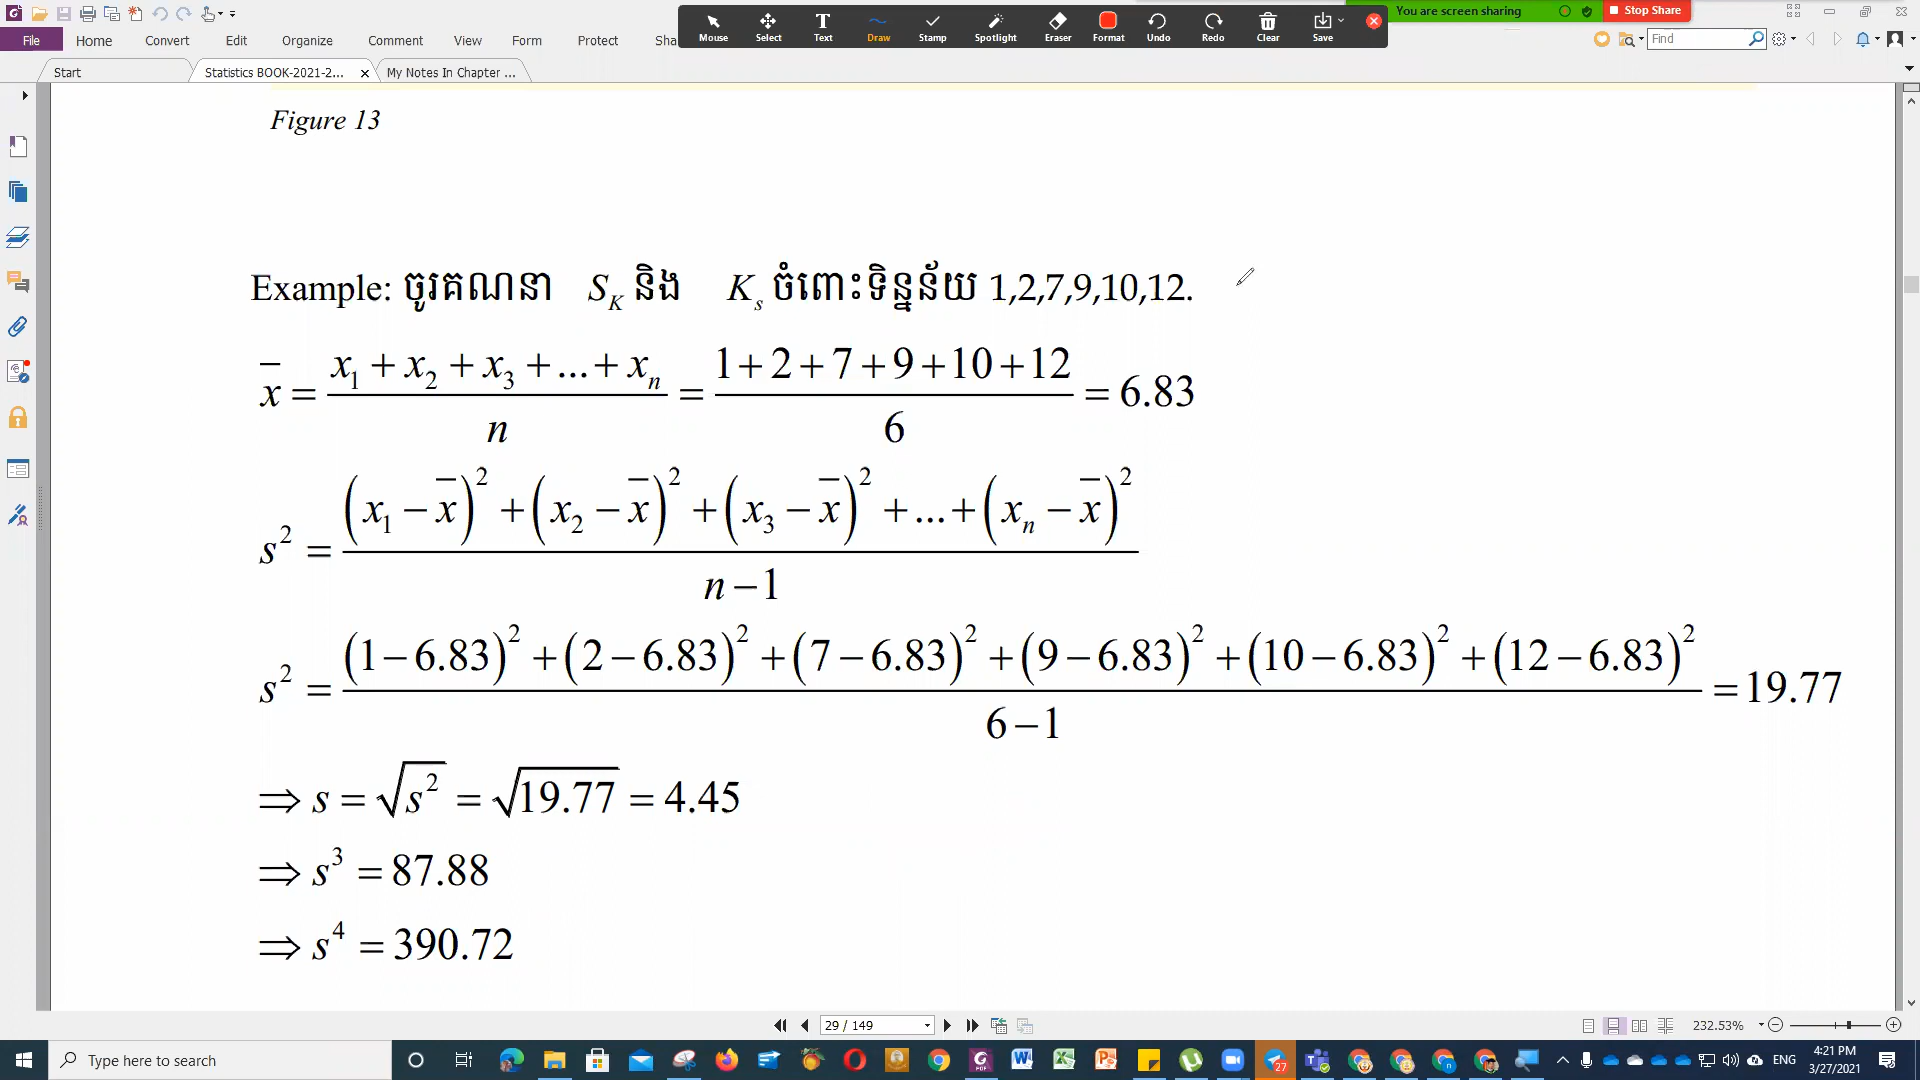 You are screen sharing Stop Share
Mouse Select Text Draw Stamp Spotlight Eraser Format Undo Redo Clear Save
File Home Convert Edit Organize Comment View Form Protect Sha Find
Start Statistics BOOK-2021-2... My Notes In Chapter ...
Figure 13
Example: ចូរគណនា S_K និង K_s ចំពោះទិន្នន័យ 1,2,7,9,10,12.
x̄ = (x₁ + x₂ + x₃ + ... + xₙ) / n = (1+2+7+9+10+12) / 6 = 6.83
s² = ((x₁ − x̄)² + (x₂ − x̄)² + (x₃ − x̄)² + ... + (xₙ − x̄)²) / (n − 1)
s² = ((1−6.83)² + (2−6.83)² + (7−6.83)² + (9−6.83)² + (10−6.83)² + (12−6.83)²) / (6−1) = 19.77
⇒ s = √s² = √19.77 = 4.45
⇒ s³ = 87.88
⇒ s⁴ = 390.72
29 / 149 232.53%
Type here to search 27 ENG 4:21 PM
3/27/2021